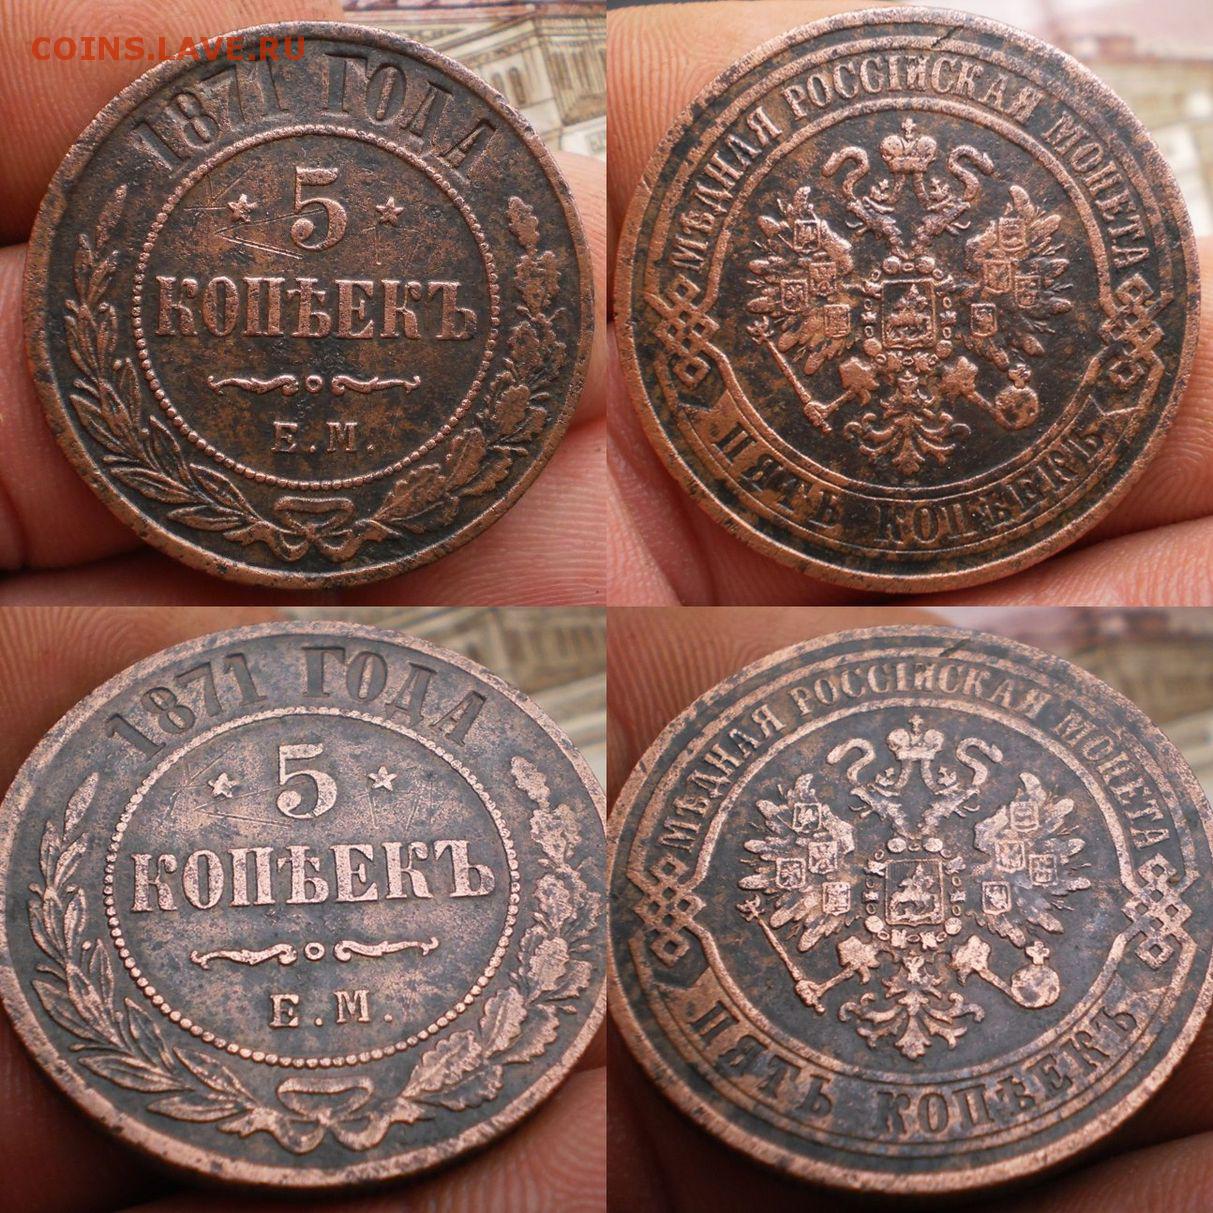 COINS.LAVE.RU
1871 ГОДА
5
КОПѢЕКЪ
Е.М.
МѢДНАЯ РОССІЙСКАЯ МОНЕТА
ПЯТЬ КОПѢЕКЪ
1871 ГОДА
5
КОПѢЕКЪ
Е.М.
МѢДНАЯ РОССІЙСКАЯ МОНЕТА
ПЯТЬ КОПѢЕКЪ